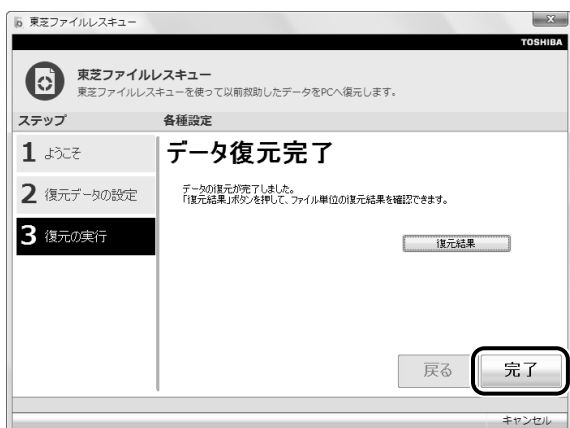 東芝ファイルレスキュー
TOSHIBA
東芝ファイルレスキュー
東芝ファイルレスキューを使って以前救助したデータをPCへ復元します。
ステップ 各種設定
1 ようこそ
2 復元データの設定
3 復元の実行
データ復元完了
データの復元が完了しました。
「復元結果」ボタンを押して、ファイル単位の復元結果を確認できます。
復元結果
戻る 完了
キャンセル